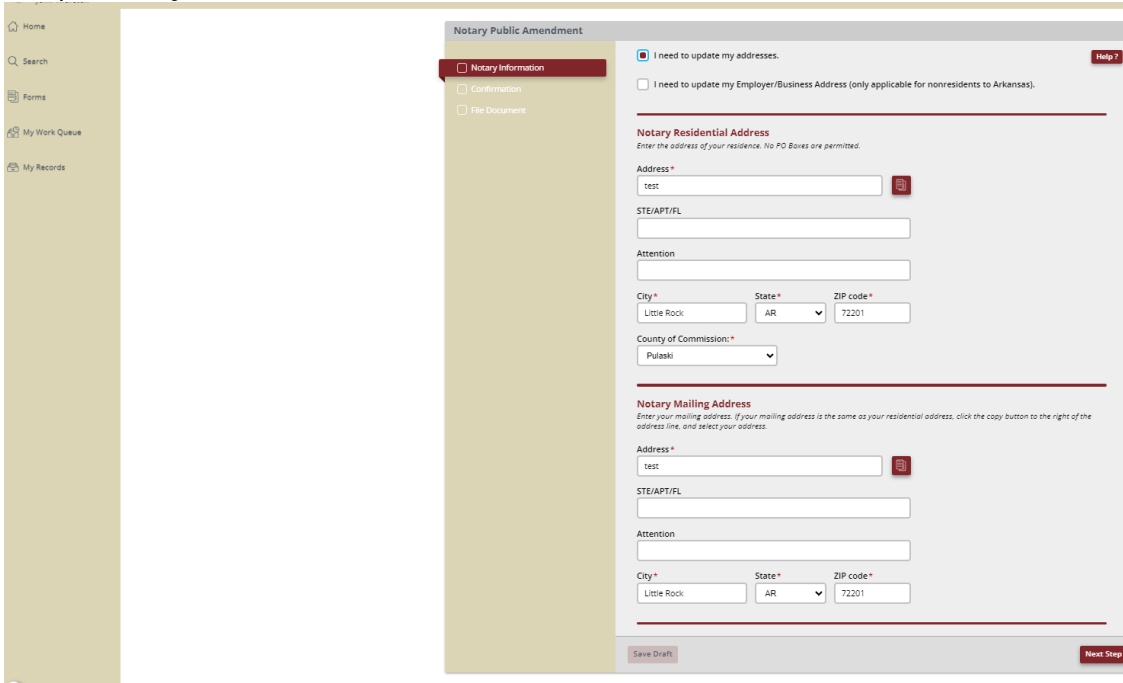 Home
Search
Forms
My Work Queue
My Records
Notary Public Amendment
Notary Information
Confirmation
File Document
I need to update my addresses.
Help ?
I need to update my Employer/Business Address (only applicable for nonresidents to Arkansas).
Notary Residential Address
Enter the address of your residence. No PO Boxes are permitted.
Address*
test
STE/APT/FL
Attention
City* State* ZIP code*
Little Rock AR 72201
County of Commission:*
Pulaski
Notary Mailing Address
Enter your mailing address. If your mailing address is the same as your residential address, click the copy button to the right of the
address line, and select your address.
Address*
test
STE/APT/FL
Attention
City* State* ZIP code*
Little Rock AR 72201
Save Draft Next Step